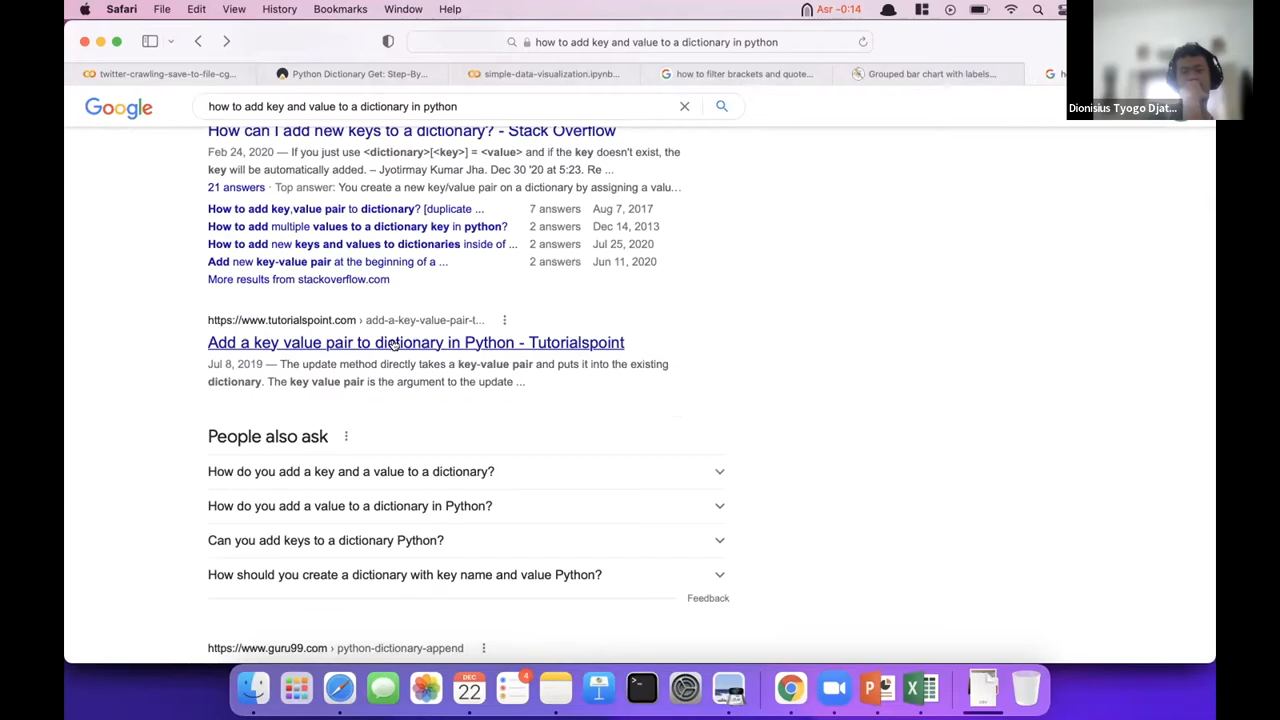 Safari File Edit View History Bookmarks Window Help
Asr -0:14
how to add key and value to a dictionary in python
twitter-crawling-save-to-file-cg...
Python Dictionary Get: Step-By...
simple-data-visualization.ipynb...
how to filter brackets and quote...
Grouped bar chart with labels...
Dionisius Tyogo Djat...
Google
how to add key and value to a dictionary in python
How can I add new keys to a dictionary? - Stack Overflow
Feb 24, 2020 — If you just use <dictionary>[<key>] = <value> and if the key doesn't exist, the
key will be automatically added. – Jyotirmay Kumar Jha. Dec 30 '20 at 5:23. Re ...
21 answers · Top answer: You create a new key/value pair on a dictionary by assigning a valu...
How to add key,value pair to dictionary? [duplicate ... 7 answers Aug 7, 2017
How to add multiple values to a dictionary key in python? 2 answers Dec 14, 2013
How to add new keys and values to dictionaries inside of ... 2 answers Jul 25, 2020
Add new key-value pair at the beginning of a ... 2 answers Jun 11, 2020
More results from stackoverflow.com
https://www.tutorialspoint.com › add-a-key-value-pair-t...
Add a key value pair to dictionary in Python - Tutorialspoint
Jul 8, 2019 — The update method directly takes a key-value pair and puts it into the existing
dictionary. The key value pair is the argument to the update ...
People also ask
How do you add a key and a value to a dictionary?
How do you add a value to a dictionary in Python?
Can you add keys to a dictionary Python?
How should you create a dictionary with key name and value Python?
Feedback
https://www.guru99.com › python-dictionary-append
DEC
22
4